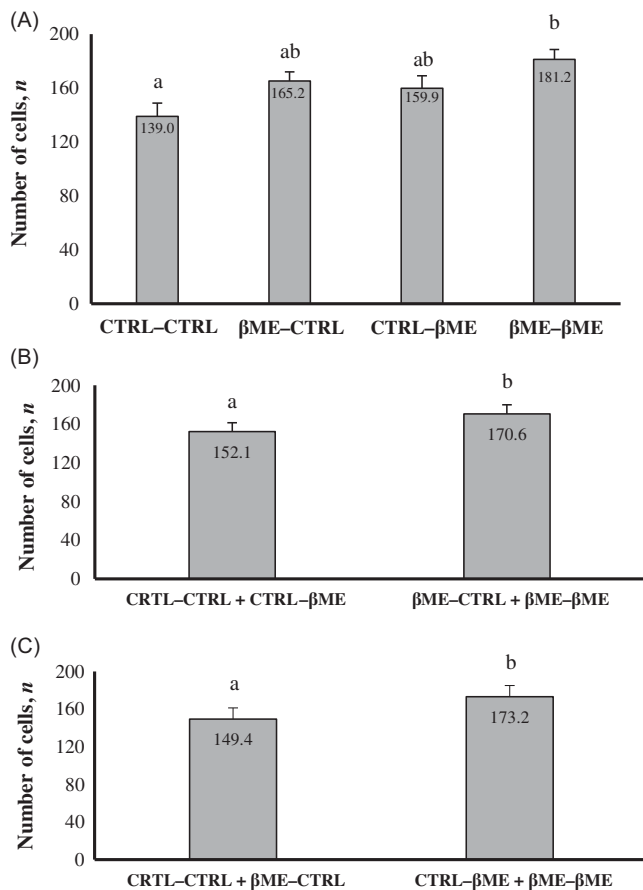 (A)
Number of cells, n
200
160
120
80
40
0
a
ab
ab
b
139.0
165.2
159.9
181.2
CTRL–CTRL
βME–CTRL
CTRL–βME
βME–βME
(B)
Number of cells, n
200
160
120
80
40
0
a
b
152.1
170.6
CRTL–CTRL + CTRL–βME
βME–CTRL + βME–βME
(C)
Number of cells, n
200
160
120
80
40
0
a
b
149.4
173.2
CRTL–CTRL + βME–CTRL
CTRL–βME + βME–βME